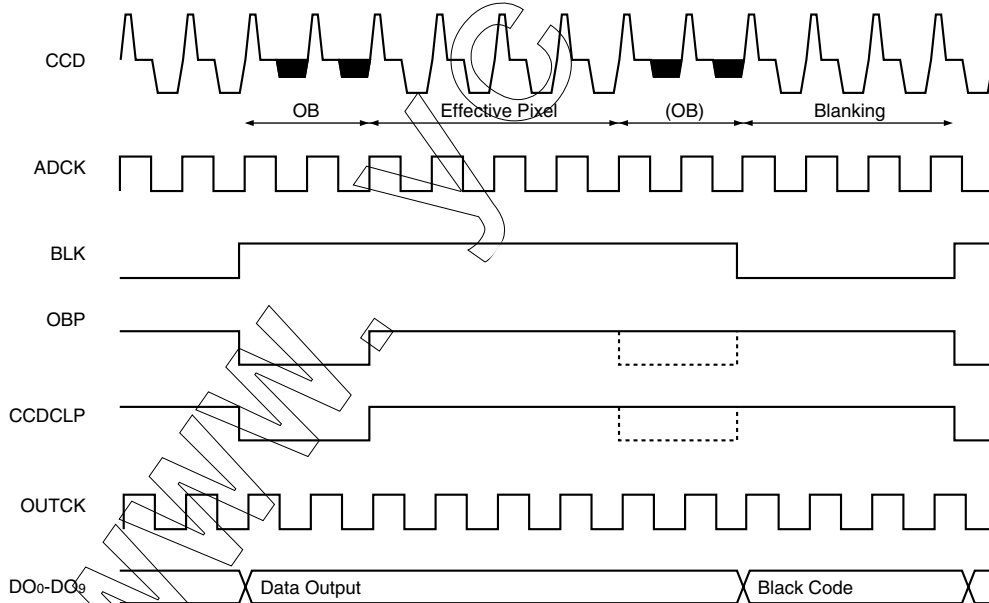 CCD
OB Effective Pixel (OB) Blanking
ADCK
BLK
OBP
CCDCLP
OUTCK
DO0-DO9 Data Output Black Code